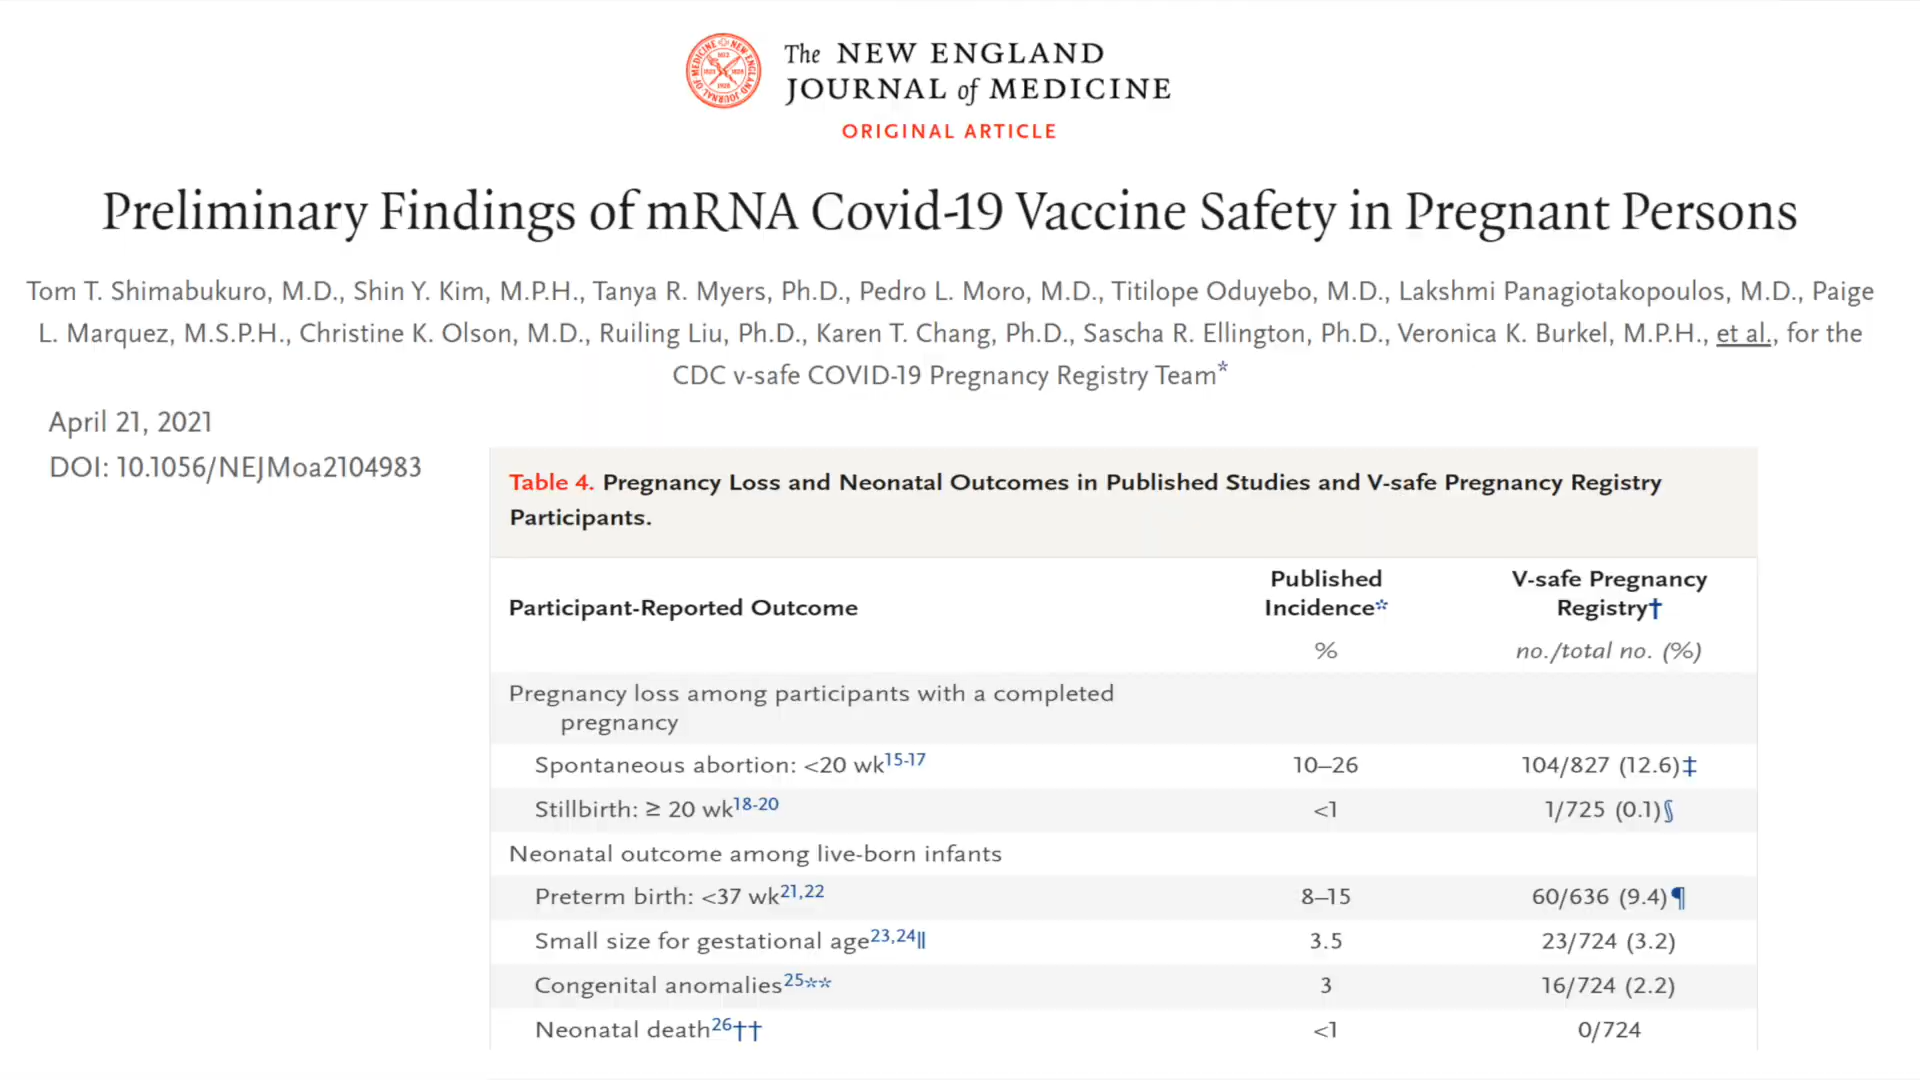 The NEW ENGLAND
JOURNAL of MEDICINE
ORIGINAL ARTICLE
Preliminary Findings of mRNA Covid-19 Vaccine Safety in Pregnant Persons
Tom T. Shimabukuro, M.D., Shin Y. Kim, M.P.H., Tanya R. Myers, Ph.D., Pedro L. Moro, M.D., Titilope Oduyebo, M.D., Lakshmi Panagiotakopoulos, M.D., Paige
L. Marquez, M.S.P.H., Christine K. Olson, M.D., Ruiling Liu, Ph.D., Karen T. Chang, Ph.D., Sascha R. Ellington, Ph.D., Veronica K. Burkel, M.P.H., et al., for the
CDC v-safe COVID-19 Pregnancy Registry Team*
April 21, 2021
DOI: 10.1056/NEJMoa2104983
Table 4. Pregnancy Loss and Neonatal Outcomes in Published Studies and V-safe Pregnancy Registry
Participants.
Participant-Reported Outcome
Published
Incidence*
V-safe Pregnancy
Registry†
%
no./total no. (%)
Pregnancy loss among participants with a completed
pregnancy
Spontaneous abortion: <20 wk15-17 10–26 104/827 (12.6)‡
Stillbirth: ≥ 20 wk18-20 <1 1/725 (0.1)§
Neonatal outcome among live-born infants
Preterm birth: <37 wk21,22 8–15 60/636 (9.4)¶
Small size for gestational age23,24‖ 3.5 23/724 (3.2)
Congenital anomalies25** 3 16/724 (2.2)
Neonatal death26†† <1 0/724